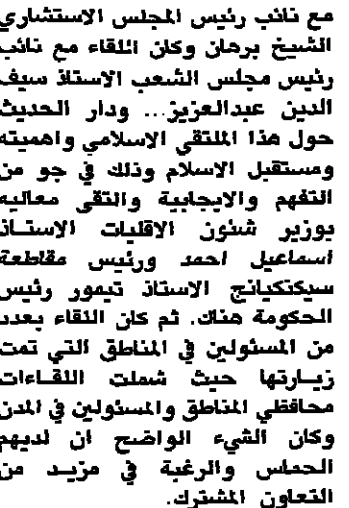 مع نائب رئيس المجلس الاستشاري
الشيخ برهان وكان اللقاء مع نائب
رئيس مجلس الشعب الاستاذ سيف
الدين عبدالعزيز... ودار الحديث
حول هذا الملتقي الاسلامي واهميته
ومستقبل الاسلام وذلك في جو من
التفهم والايجابية والتقى معاليه
بوزير شئون الاقليات الاستاذ
اسماعيل احمد ورئيس مقاطعة
سيكنكيانج الاستاذ تيمور رئيس
الحكومة هناك. ثم كان اللقاء بعدد
من المسئولين في المناطق التي تمت
زيارتها حيث شملت اللقاءات
محافظي المناطق والمسئولين في المدن
وكان الشيء الواضح ان لديهم
الحماس والرغبة في مزيد من
التعاون المشترك.